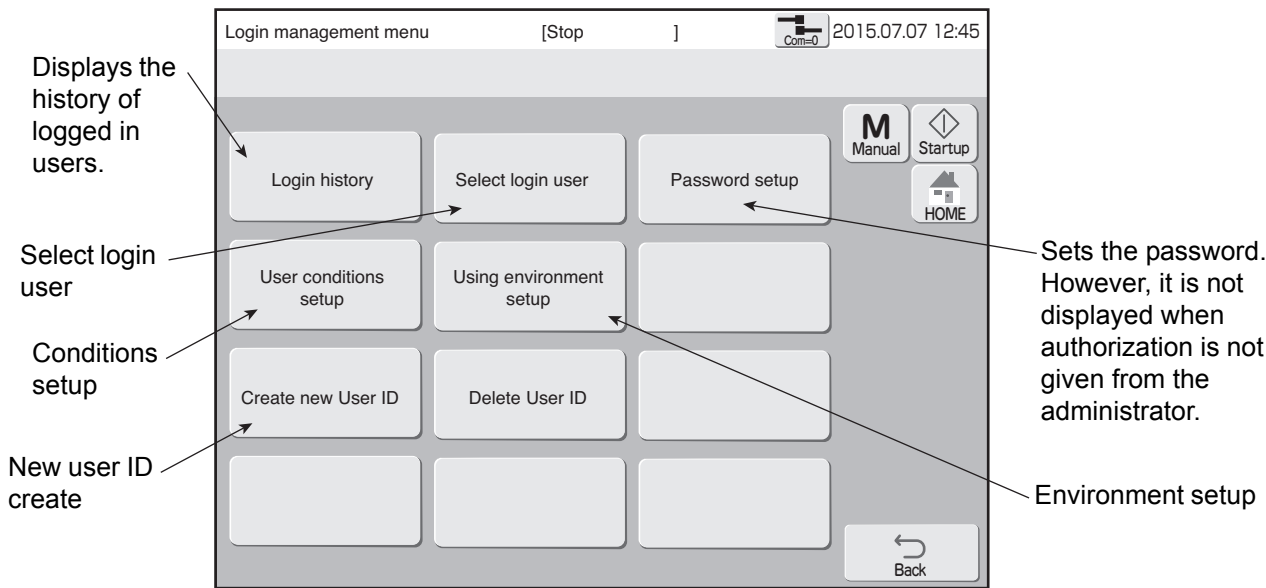 Login management menu [Stop ] Com=0 2015.07.07 12:45
Displays the
history of
logged in
users.
M
Manual
Startup
HOME
Login history
Select login user
Password setup
Select login
user
User conditions
setup
Using environment
setup
Sets the password.
However, it is not
displayed when
authorization is not
given from the
administrator.
Conditions
setup
Create new User ID
Delete User ID
New user ID
create
Environment setup
Back